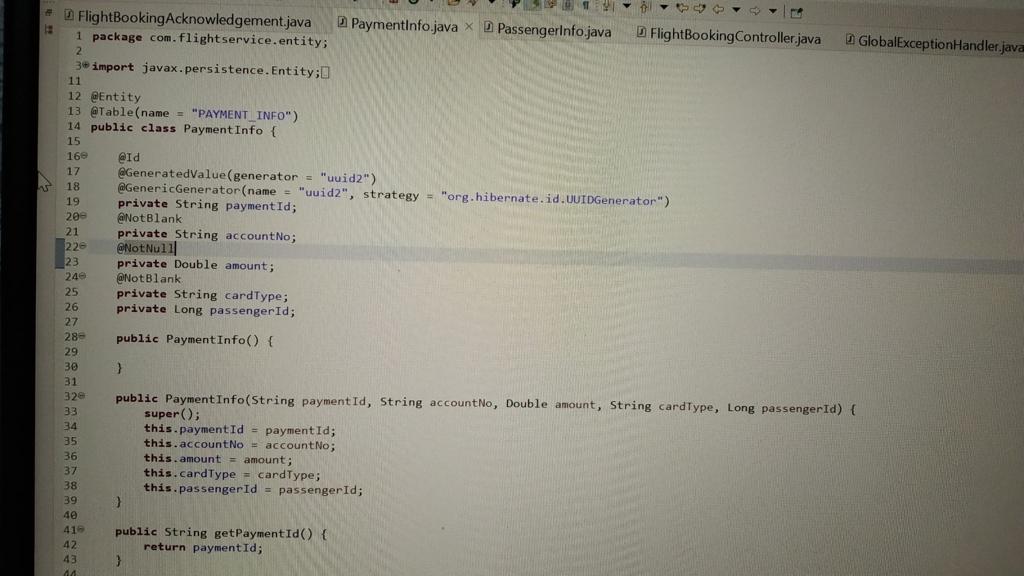 FlightBookingAcknowledgement.java PaymentInfo.java PassengerInfo.java FlightBookingController.java GlobalExceptionHandler.java
1 package com.flightservice.entity;
2
3 import javax.persistence.Entity;
11
12 @Entity
13 @Table(name = "PAYMENT_INFO")
14 public class PaymentInfo {
15
16 @Id
17 @GeneratedValue(generator = "uuid2")
18 @GenericGenerator(name = "uuid2", strategy = "org.hibernate.id.UUIDGenerator")
19 private String paymentId;
20 @NotBlank
21 private String accountNo;
22 @NotNull
23 private Double amount;
24 @NotBlank
25 private String cardType;
26 private Long passengerId;
27
28 public PaymentInfo() {
29
30 }
31
32 public PaymentInfo(String paymentId, String accountNo, Double amount, String cardType, Long passengerId) {
33 super();
34 this.paymentId = paymentId;
35 this.accountNo = accountNo;
36 this.amount = amount;
37 this.cardType = cardType;
38 this.passengerId = passengerId;
39 }
40
41 public String getPaymentId() {
42 return paymentId;
43 }
44